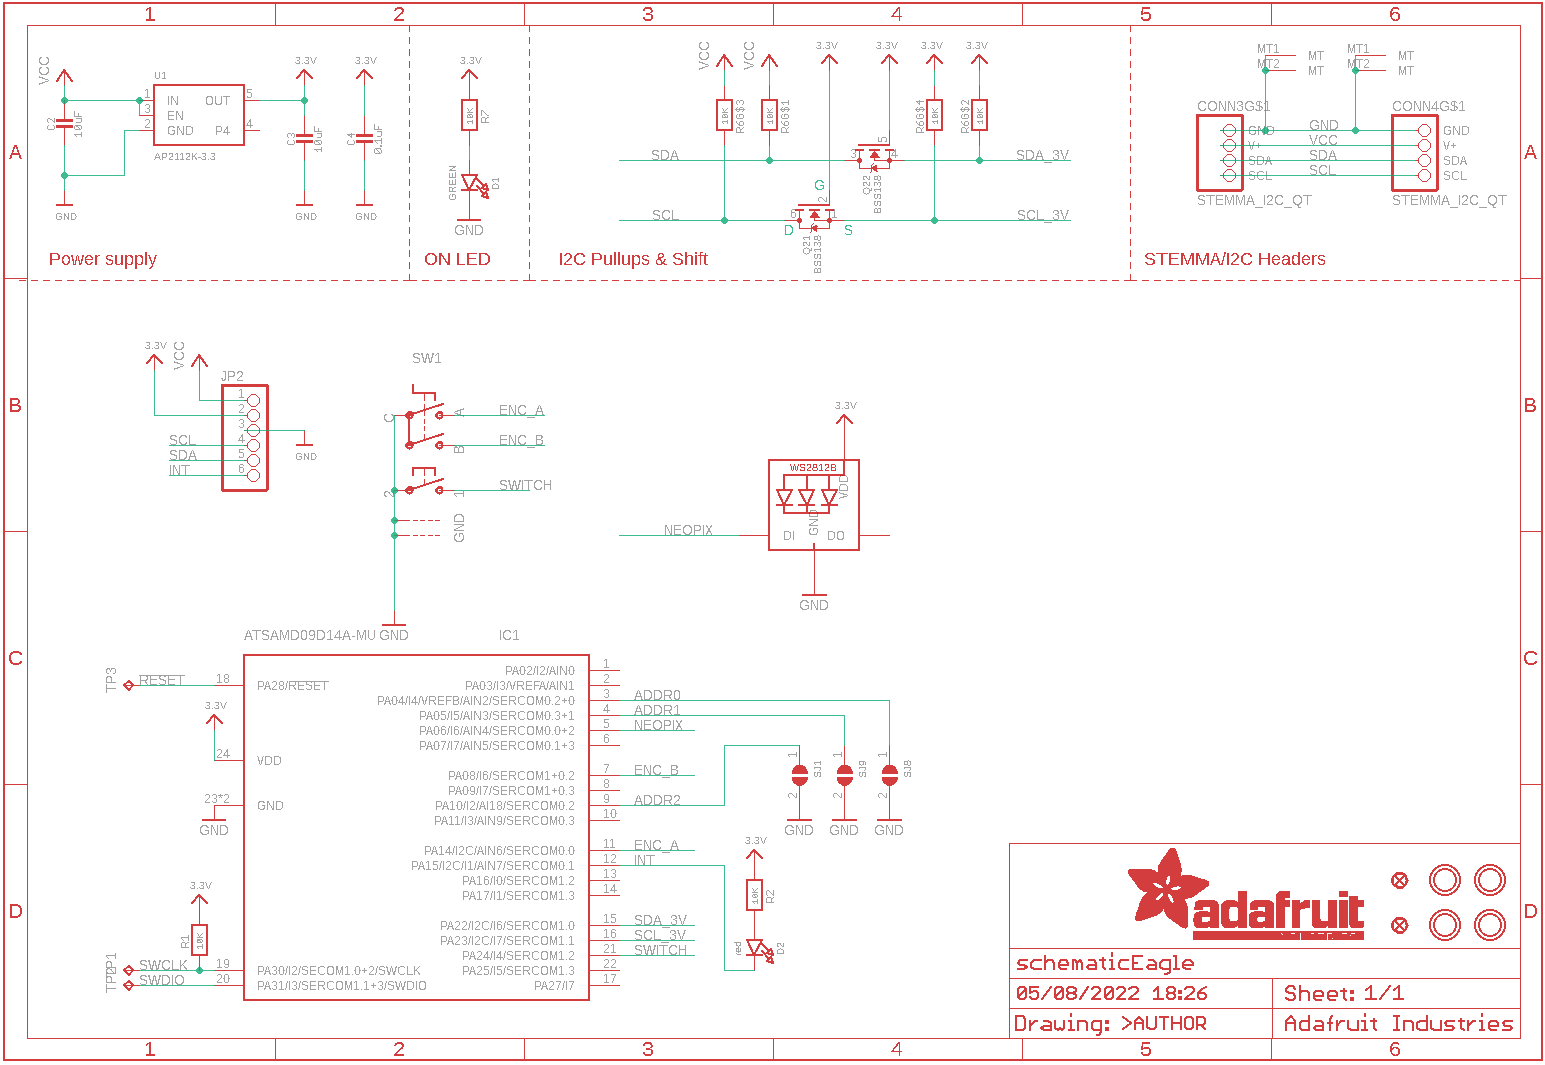 1 2 3 4 5 6
A
VCC
C2
10uF
GND
U1
1 IN OUT 5
3 EN
2 GND P4 4
AP2112K-3.3
3.3V
C3
10uF
GND
3.3V
C4
0.1uF
GND
Power supply
3.3V
10K
R7
GREEN
D1
GND
ON LED
VCC
VCC
3.3V
3.3V
3.3V
3.3V
10K
R6G$3
10K
R6G$1
10K
R6G$4
10K
R6G$2
SDA
3
5
4
SDA_3V
Q22
BSS138
G
2
SCL
6
1
SCL_3V
D
S
Q21
BSS138
I2C Pullups & Shift
MT1 MT
MT2 MT
MT1 MT
MT2 MT
CONN3G$1
GND
V+
SDA
SCL
STEMMA_I2C_QT
GND
VCC
SDA
SCL
CONN4G$1
GND
V+
SDA
SCL
STEMMA_I2C_QT
STEMMA/I2C Headers
A
B
3.3V
VCC
JP2
1
2
3
SCL 4
SDA 5
INT 6
GND
SW1
C
A
ENC_A
B
ENC_B
2
1
SWITCH
GND
GND
3.3V
WS2812B
VDD
GND
NEOPIX
DI DO
GND
B
C
ATSAMD09D14A-MU
IC1
TP3
RESET 18 PA28/RESET
3.3V
24 VDD
23*2 GND
GND
3.3V
R1
10K
TP1
SWCLK 19 PA30/I2/SECOM1.0+2/SWCLK
TP2
SWDIO 20 PA31/I3/SERCOM1.1+3/SWDIO
PA02/I2/AIN0 1
PA03/I3/VREFA/AIN1 2
PA04/I4/VREFB/AIN2/SERCOM0.2+0 3 ADDR0
PA05/I5/AIN3/SERCOM0.3+1 4 ADDR1
PA06/I6/AIN4/SERCOM0.0+2 5 NEOPIX
PA07/I7/AIN5/SERCOM0.1+3 6
PA08/I6/SERCOM1+0.2 7 ENC_B
PA09/I7/SERCOM1+0.3 8
PA10/I2/AI18/SERCOM0.2 9 ADDR2
PA11/I3/AIN9/SERCOM0.3 10
PA14/I2C/AIN6/SERCOM0.0 11 ENC_A
PA15/I2C/I1/AIN7/SERCOM0.1 12 INT
PA16/I0/SERCOM1.2 13
PA17/I1/SERCOM1.3 14
PA22/I2C/I6/SERCOM1.0 15 SDA_3V
PA23/I2C/I7/SERCOM1.1 16 SCL_3V
PA24/I4/SERCOM1.2 21 SWITCH
PA25/I5/SERCOM1.3 22
PA27/I7 17
1
SJ1
2
GND
1
SJ9
2
GND
1
SJ8
2
GND
3.3V
10K
R2
red
D2
C
D
adafruit
schematicEagle
05/08/2022 18:26 Sheet: 1/1
Drawing: >AUTHOR Adafruit Industries
D
1 2 3 4 5 6